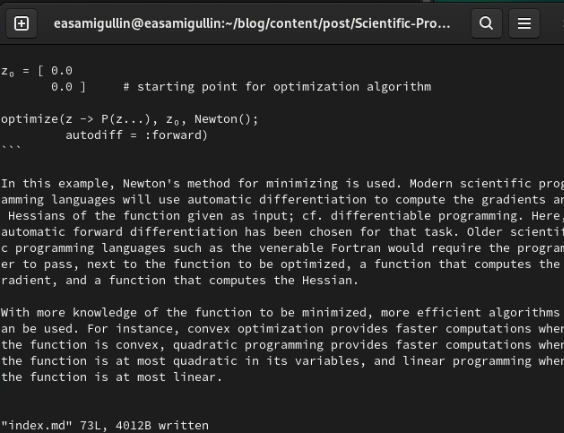 easamigullin@easamigullin:~/blog/content/post/Scientific-Pro...
z₀ = [ 0.0
0.0 ]     # starting point for optimization algorithm
optimize(z -> P(z...), z₀, Newton();
autodiff = :forward)
```
In this example, Newton's method for minimizing is used. Modern scientific prog
amming languages will use automatic differentiation to compute the gradients an
Hessians of the function given as input; cf. differentiable programming. Here,
automatic forward differentiation has been chosen for that task. Older scientif
c programming languages such as the venerable Fortran would require the program
er to pass, next to the function to be optimized, a function that computes the
radient, and a function that computes the Hessian.
With more knowledge of the function to be minimized, more efficient algorithms
an be used. For instance, convex optimization provides faster computations when
the function is convex, quadratic programming provides faster computations when
the function is at most quadratic in its variables, and linear programming when
the function is at most linear.
"index.md" 73L, 4012B written